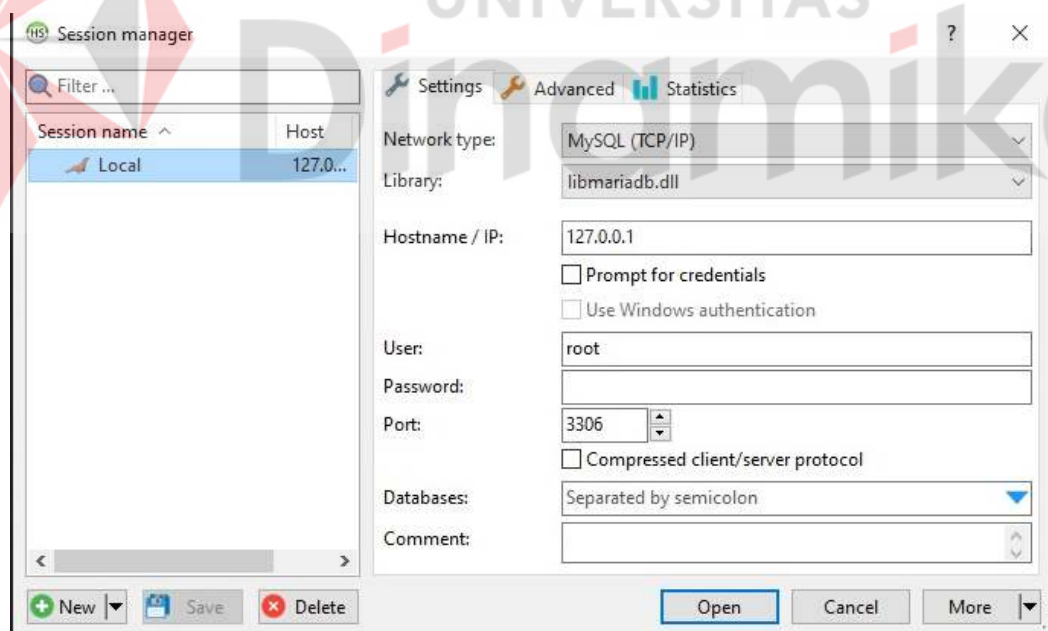 UNIVERSITAS
Dinamika
HS Session manager ? ×
Filter ...
Session name Host
Local 127.0...
Settings Advanced Statistics
Network type: MySQL (TCP/IP)
Library: libmariadb.dll
Hostname / IP: 127.0.0.1
Prompt for credentials
Use Windows authentication
User: root
Password:
Port: 3306
Compressed client/server protocol
Databases: Separated by semicolon
Comment:
New Save Delete Open Cancel More